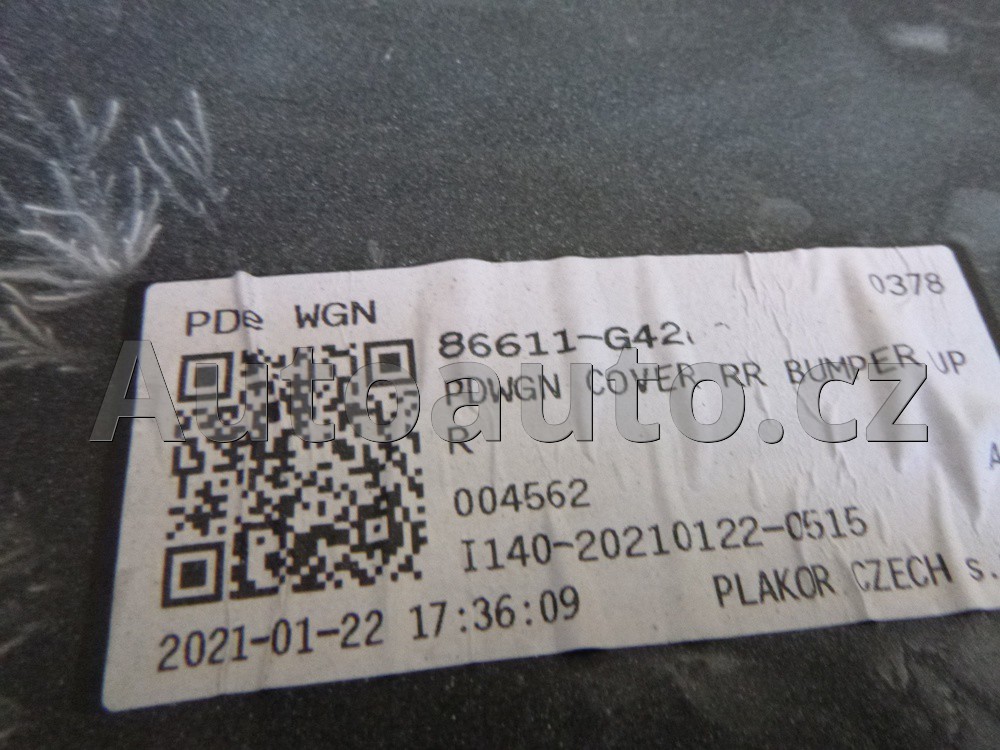 PDe WGN
0378
86611-G42
PDWGN COVER RR BUMPER UP
R
004562
I140-20210122-0515
PLAKOR CZECH s.
2021-01-22 17:36:09
A
Autoauto.cz